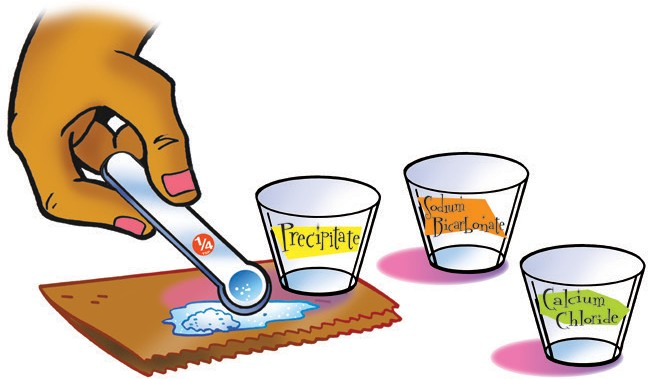 1/4
Precipitate
Sodium
Bicarbonate
Calcium
Chloride